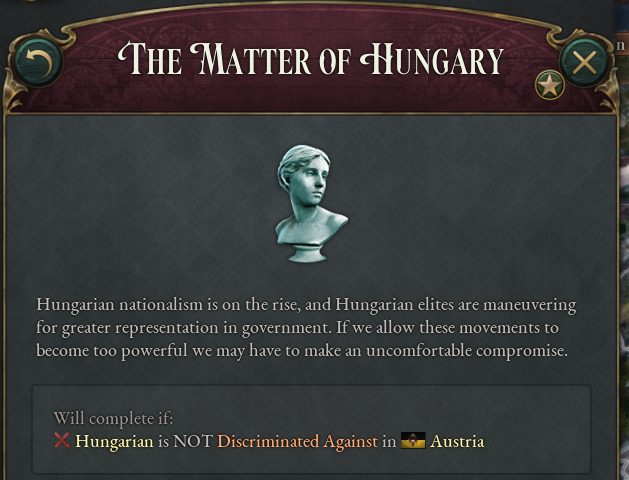 The Matter of Hungary
n
Hungarian nationalism is on the rise, and Hungarian elites are maneuvering
for greater representation in government. If we allow these movements to
become too powerful we may have to make an uncomfortable compromise.
Will complete if:
Hungarian is NOT Discriminated Against in Austria